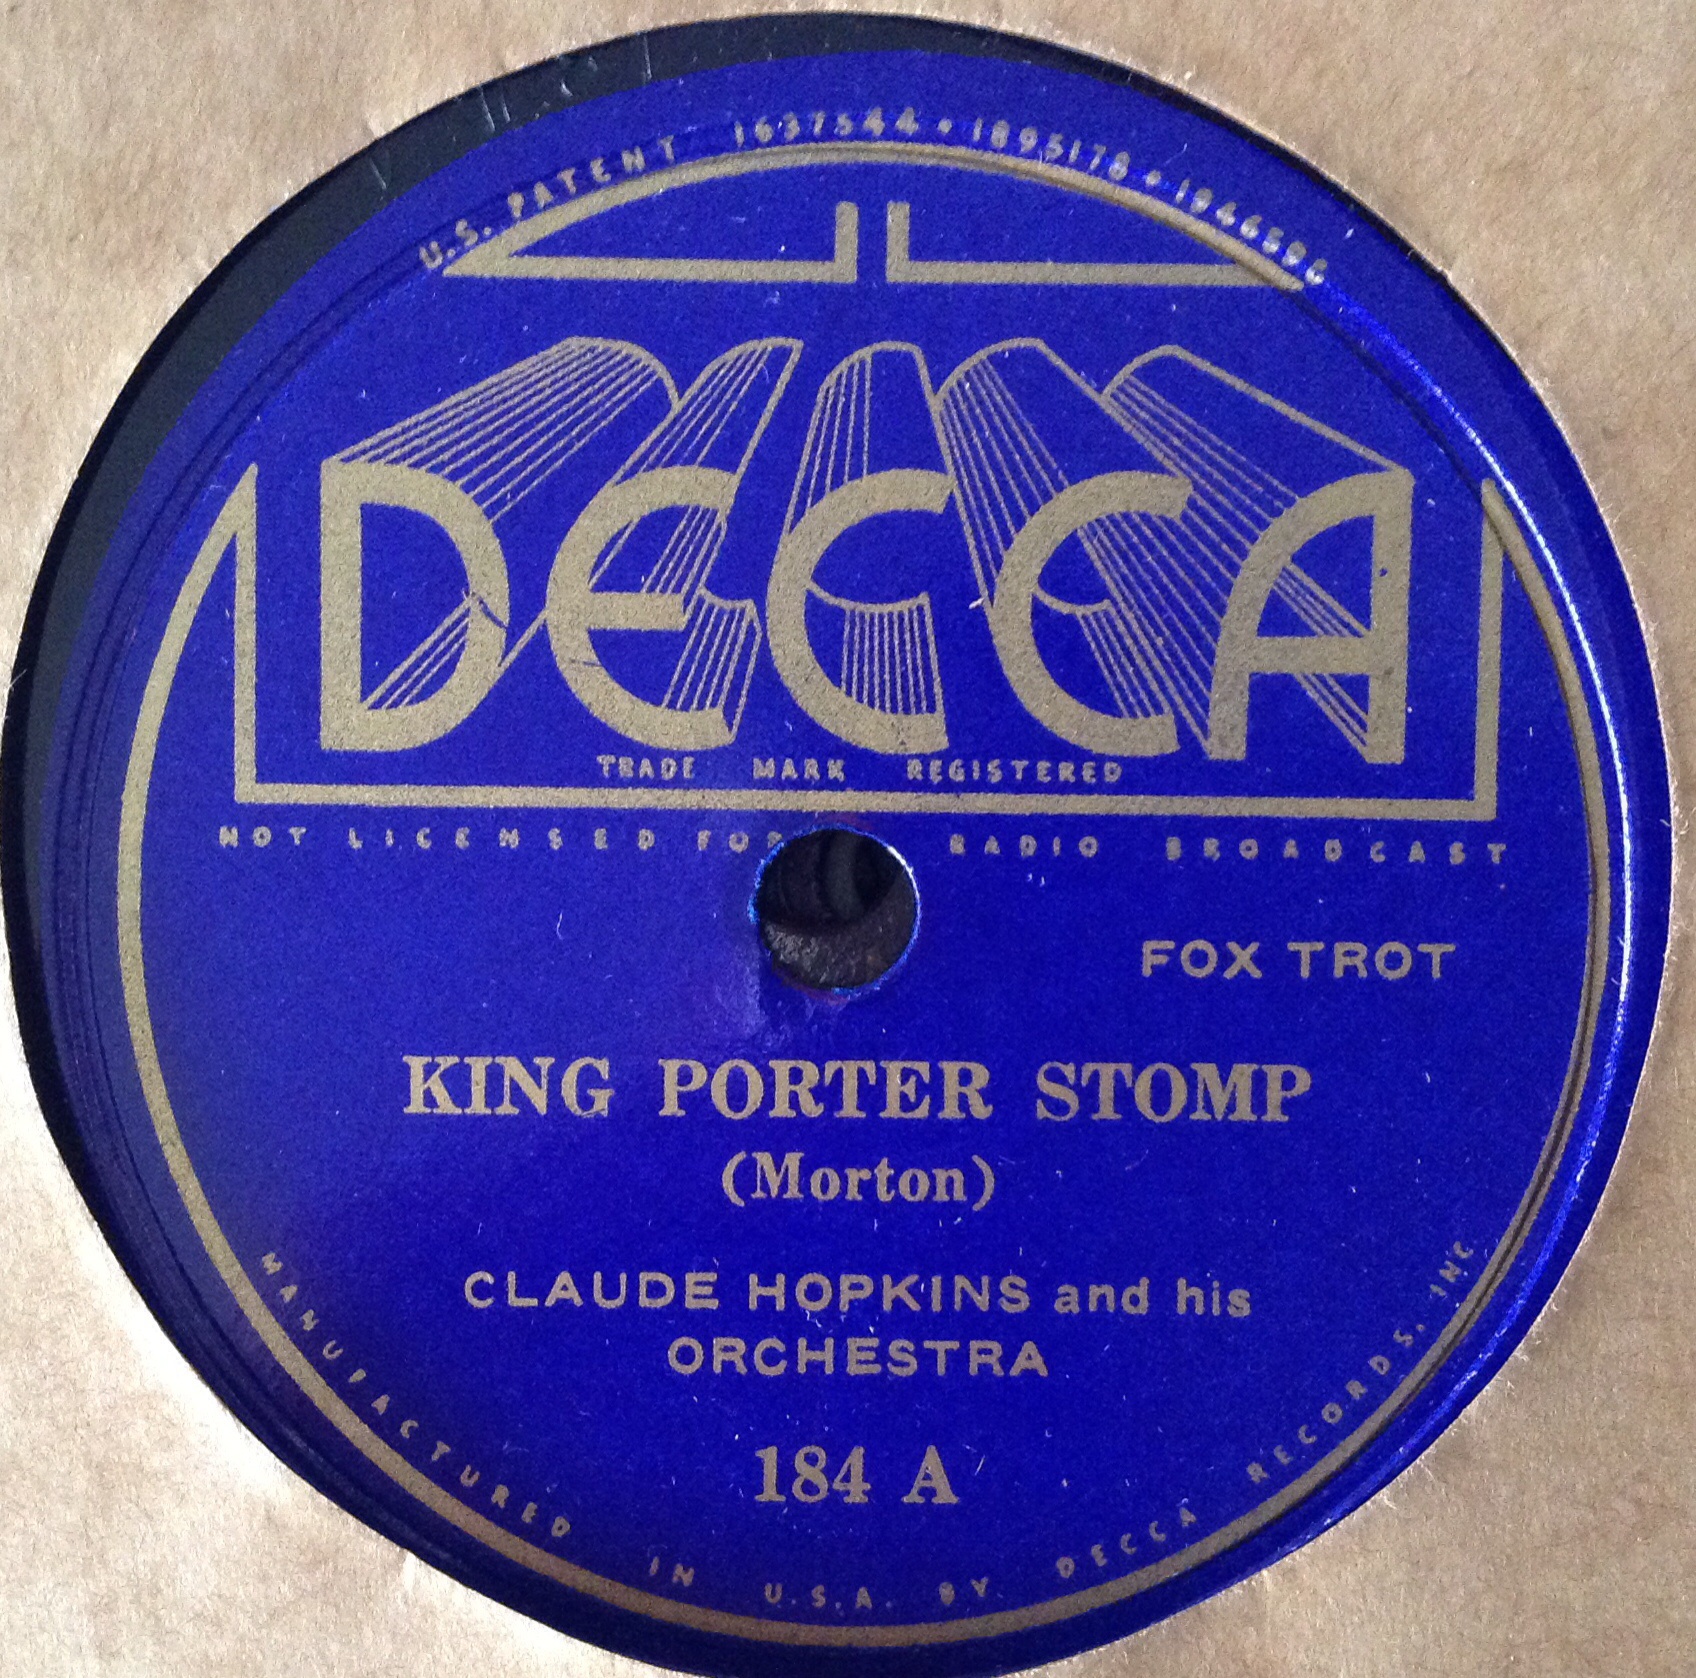 U.S. PATENT 1637544 • 1895178 • 1946596
DECCA
TRADE MARK REGISTERED
NOT LICENSED FOR RADIO BROADCAST
FOX TROT
KING PORTER STOMP
(Morton)
CLAUDE HOPKINS and his
ORCHESTRA
184 A
MANUFACTURED IN U.S.A. BY DECCA RECORDS, INC